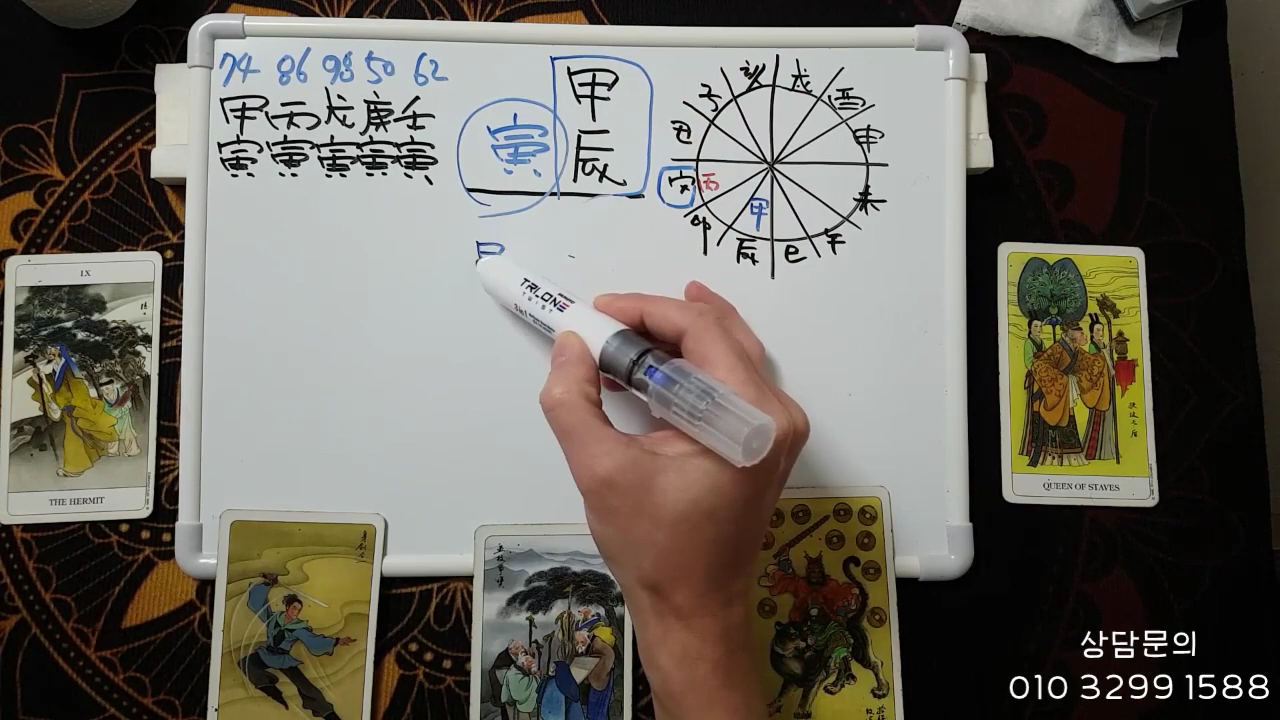 74 86 98 50 62
甲 丙 戊 庚 壬
寅 寅 寅 寅 寅
寅
甲
辰
亥 戌 酉 申 未 午 巳 辰 卯 寅 丑 子
丙
甲
TRILONE
TWIST
3in1
IX
THE HERMIT
QUEEN OF STAVES
상담문의
010 3299 1588